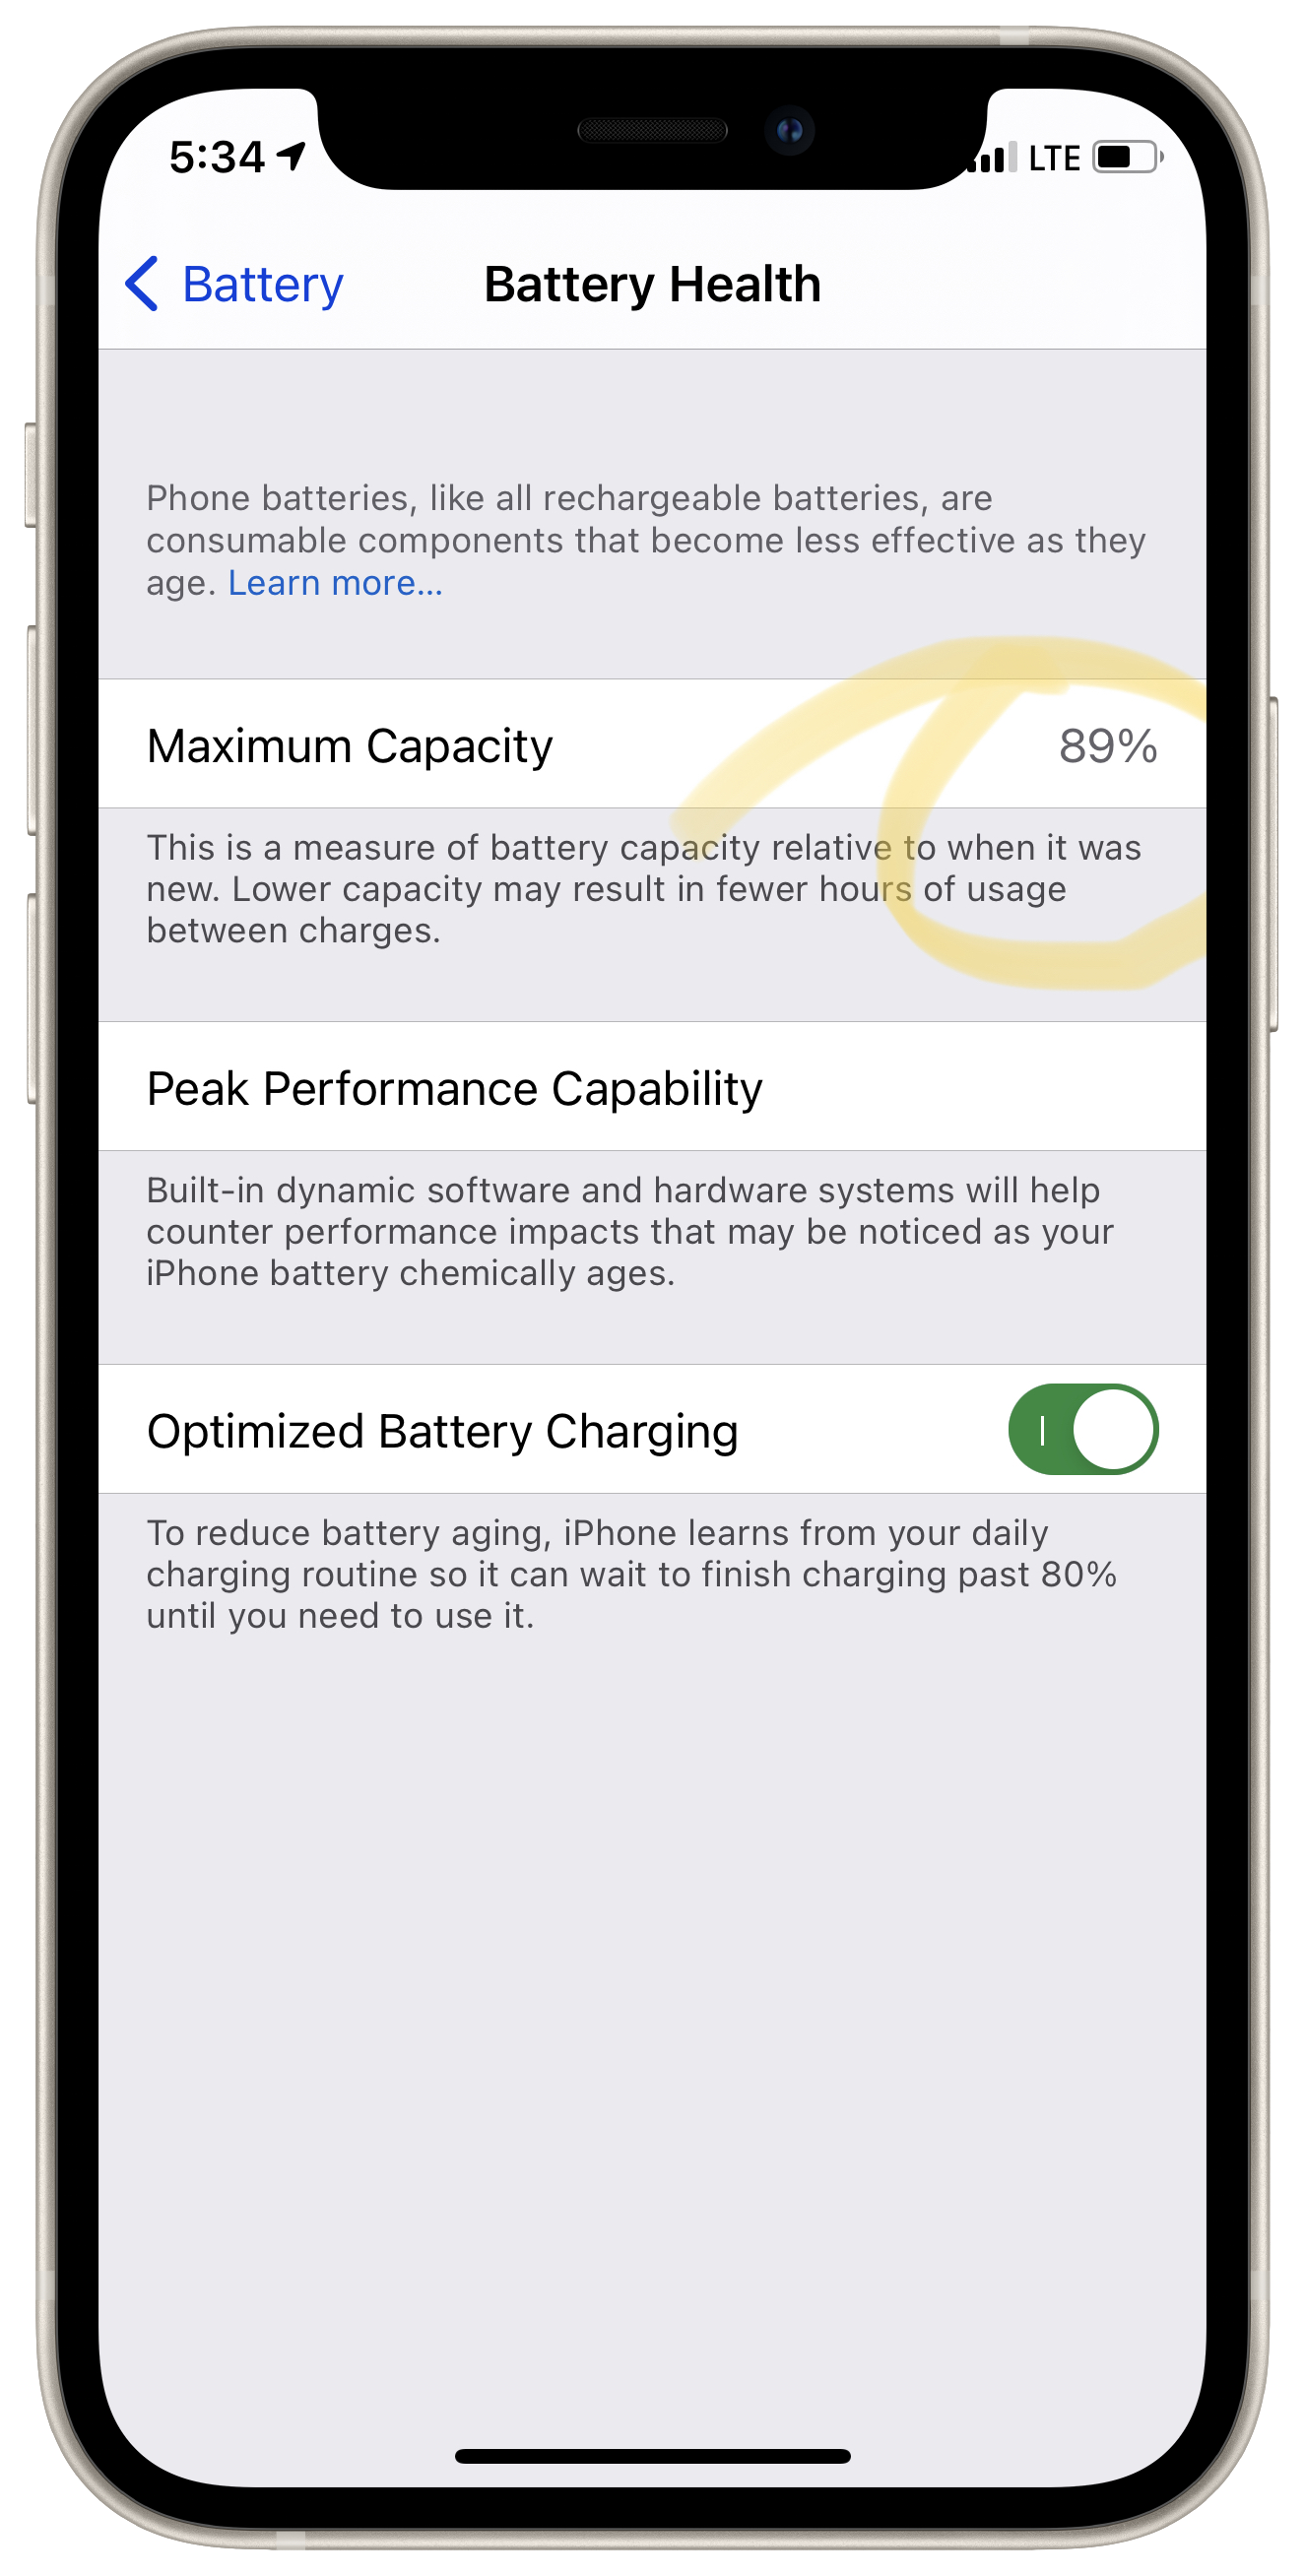 5:34
LTE
Battery
Battery Health
Phone batteries, like all rechargeable batteries, are
consumable components that become less effective as they
age. Learn more...
Maximum Capacity 89%
This is a measure of battery capacity relative to when it was
new. Lower capacity may result in fewer hours of usage
between charges.
Peak Performance Capability
Built-in dynamic software and hardware systems will help
counter performance impacts that may be noticed as your
iPhone battery chemically ages.
Optimized Battery Charging
To reduce battery aging, iPhone learns from your daily
charging routine so it can wait to finish charging past 80%
until you need to use it.